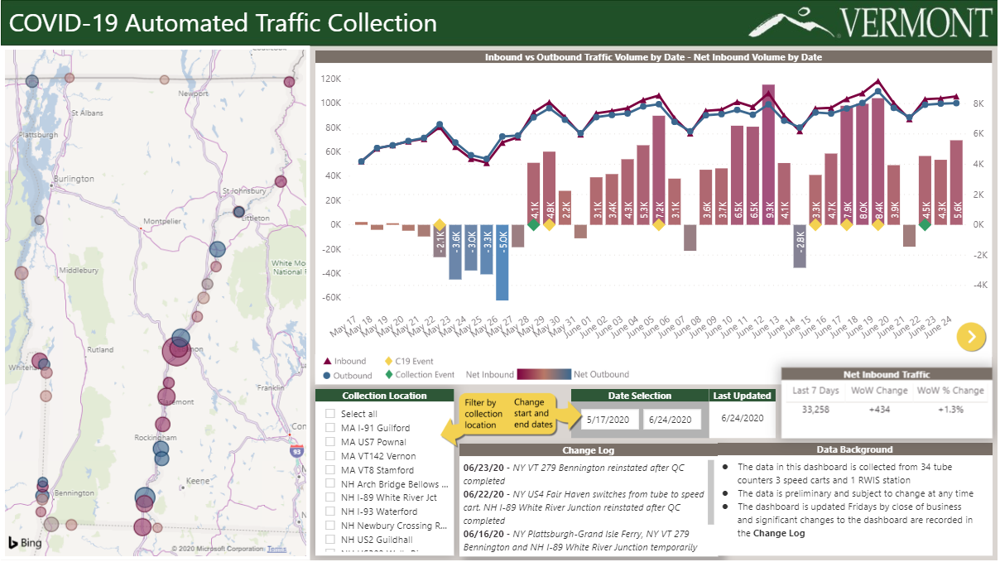 COVID-19 Automated Traffic Collection
VERMONT
Newport
St Albans
Plattsburgh
Burlington
St Johnsbury
Littleton
Montpelier
White Mo
National F
Middlebury
Rutland
Whiteha
Franklin
Claremont
Rockingham
Con
93
Keene
Bennington
Bing
© 2020 Microsoft Corporation Terms
Inbound vs Outbound Traffic Volume by Date - Net Inbound Volume by Date
120K
100K
80K
60K
40K
20K
0K
-20K
-40K
-60K
8K
6K
4K
2K
0K
-2K
-4K
-2.1K
-3.6K
-3.0K
-3.3K
-5.0K
4.1K
4.8K
2.2K
3.1K
3.4K
4.3K
5.3K
7.2K
3.1K
3.6K
3.7K
6.5K
6.5K
9.3K
4.1K
-2.8K
3.3K
4.7K
7.9K
8.0K
8.4K
3.9K
4.5K
4.3K
5.6K
May 17
May 18
May 19
May 20
May 21
May 22
May 23
May 24
May 25
May 26
May 27
May 28
May 29
May 30
May 31
June 01
June 02
June 03
June 04
June 05
June 06
June 07
June 08
June 09
June 10
June 11
June 12
June 13
June 14
June 15
June 16
June 17
June 18
June 19
June 20
June 21
June 22
June 23
June 24
Inbound
C19 Event
Outbound
Collection Event
Net Inbound
Net Outbound
Collection Location
Select all
MA I-91 Guilford
MA US7 Pownal
MA VT142 Vernon
MA VT8 Stamford
NH Arch Bridge Bellows ...
NH I-89 White River Jct
NH I-93 Waterford
NH Newbury Crossing R...
NH US2 Guildhall
Filter by
collection
location
Change
start and
end dates
Date Selection
5/17/2020
6/24/2020
Last Updated
6/24/2020
Net Inbound Traffic
Last 7 Days WoW Change WoW % Change
33,258 +434 +1.3%
Change Log
06/23/20 - NY VT 279 Bennington reinstated after QC
completed
06/22/20 - NY US4 Fair Haven switches from tube to speed
cart. NH I-89 White River Junction reinstated after QC
completed
06/16/20 - NY Plattsburgh-Grand Isle Ferry, NY VT 279
Bennington and NH I-89 White River Junction temporarily
Data Background
The data in this dashboard is collected from 34 tube
counters 3 speed carts and 1 RWIS station
The data is preliminary and subject to change at any time
The dashboard is updated Fridays by close of business
and significant changes to the dashboard are recorded in
the Change Log